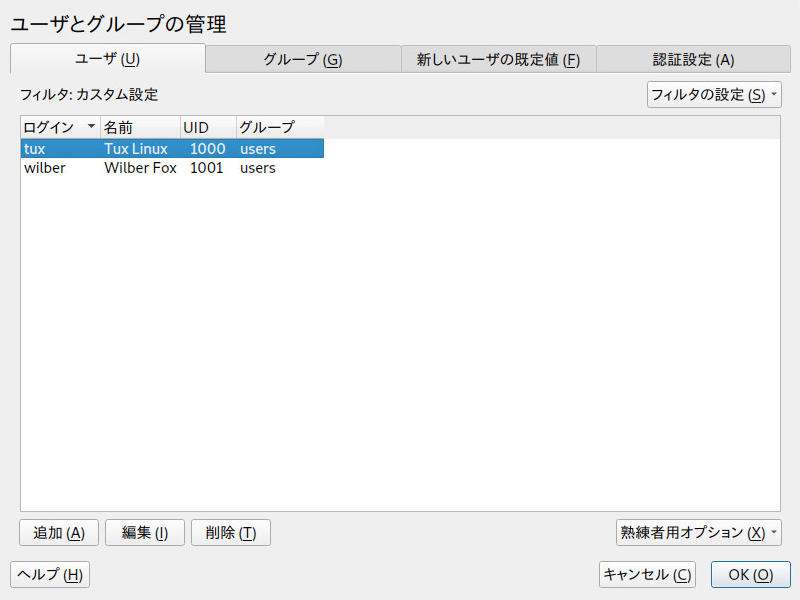 ユーザとグループの管理
ユーザ (U) グループ (G) 新しいユーザの既定値 (F) 認証設定 (A)
フィルタ: カスタム設定 フィルタの設定 (S)
ログイン 名前 UID グループ
tux Tux Linux 1000 users
wilber Wilber Fox 1001 users
追加 (A) 編集 (I) 削除 (T) 熟練者用オプション (X)
ヘルプ (H) キャンセル (C) OK (O)